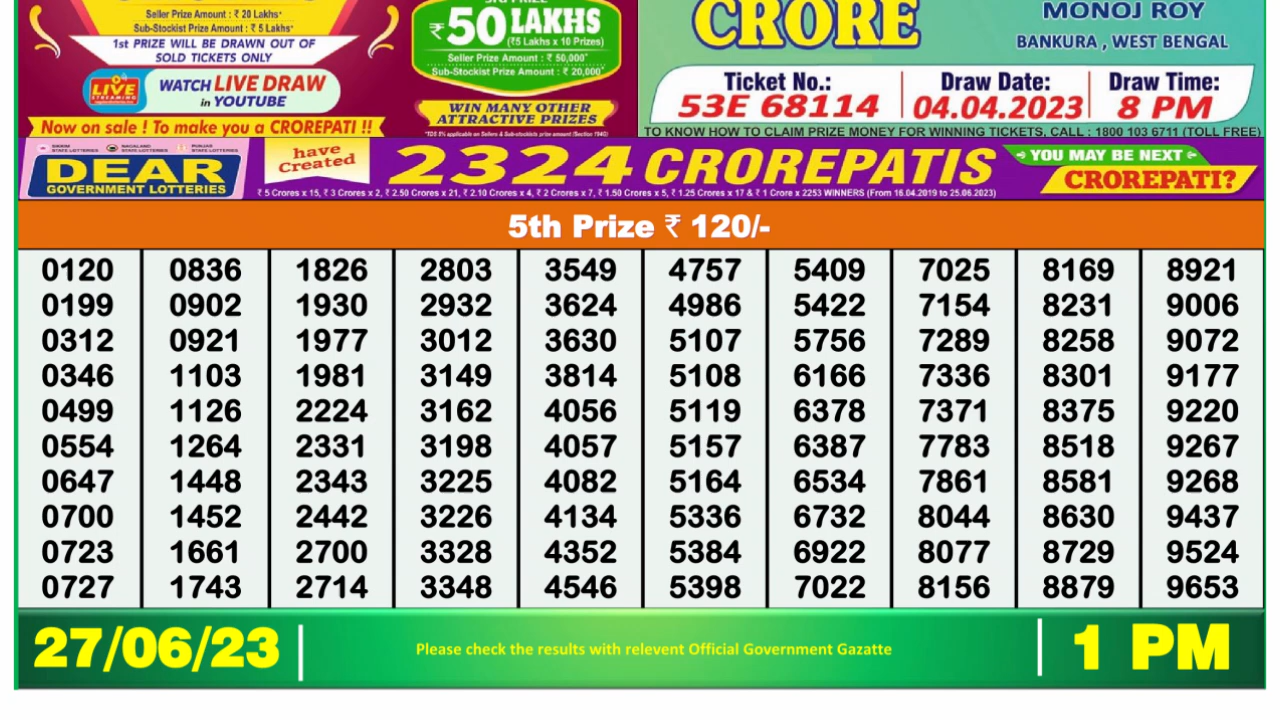 Seller Prize Amount : ₹ 20 Lakhs*
Sub-Stockist Prize Amount : ₹ 5 Lakhs*
1st PRIZE WILL BE DRAWN OUT OF
SOLD TICKETS ONLY
LIVE
STREAMING
WATCH LIVE DRAW
in YOUTUBE
Now on sale ! To make you a CROREPATI !!
₹50 LAKHS
(₹5 Lakhs x 10 Prizes)
Seller Prize Amount : ₹ 50,000*
Sub-Stockist Prize Amount : ₹ 20,000*
WIN MANY OTHER
ATTRACTIVE PRIZES
CRORE
MONOJ ROY
BANKURA , WEST BENGAL
Ticket No.: Draw Date: Draw Time:
53E 68114 04.04.2023 8 PM
TO KNOW HOW TO CLAIM PRIZE MONEY FOR WINNING TICKETS, CALL : 1800 103 6711 (TOLL FREE)
DEAR
GOVERNMENT LOTTERIES
have
Created
2324 CROREPATIS
₹ 5 Crores x 15, ₹ 3 Crores x 2, ₹ 2.50 Crores x 21, ₹ 2.10 Crores x 4, ₹ 2 Crores x 7, ₹ 1.50 Crores x 5, ₹ 1.25 Crores x 17 & ₹ 1 Crore x 2253 WINNERS (From 16.04.2019 to 25.06.2023)
YOU MAY BE NEXT
CROREPATI?
5th Prize ₹ 120/-
0120 0836 1826 2803 3549 4757 5409 7025 8169 8921
0199 0902 1930 2932 3624 4986 5422 7154 8231 9006
0312 0921 1977 3012 3630 5107 5756 7289 8258 9072
0346 1103 1981 3149 3814 5108 6166 7336 8301 9177
0499 1126 2224 3162 4056 5119 6378 7371 8375 9220
0554 1264 2331 3198 4057 5157 6387 7783 8518 9267
0647 1448 2343 3225 4082 5164 6534 7861 8581 9268
0700 1452 2442 3226 4134 5336 6732 8044 8630 9437
0723 1661 2700 3328 4352 5384 6922 8077 8729 9524
0727 1743 2714 3348 4546 5398 7022 8156 8879 9653
27/06/23
Please check the results with relevent Official Government Gazatte
1 PM